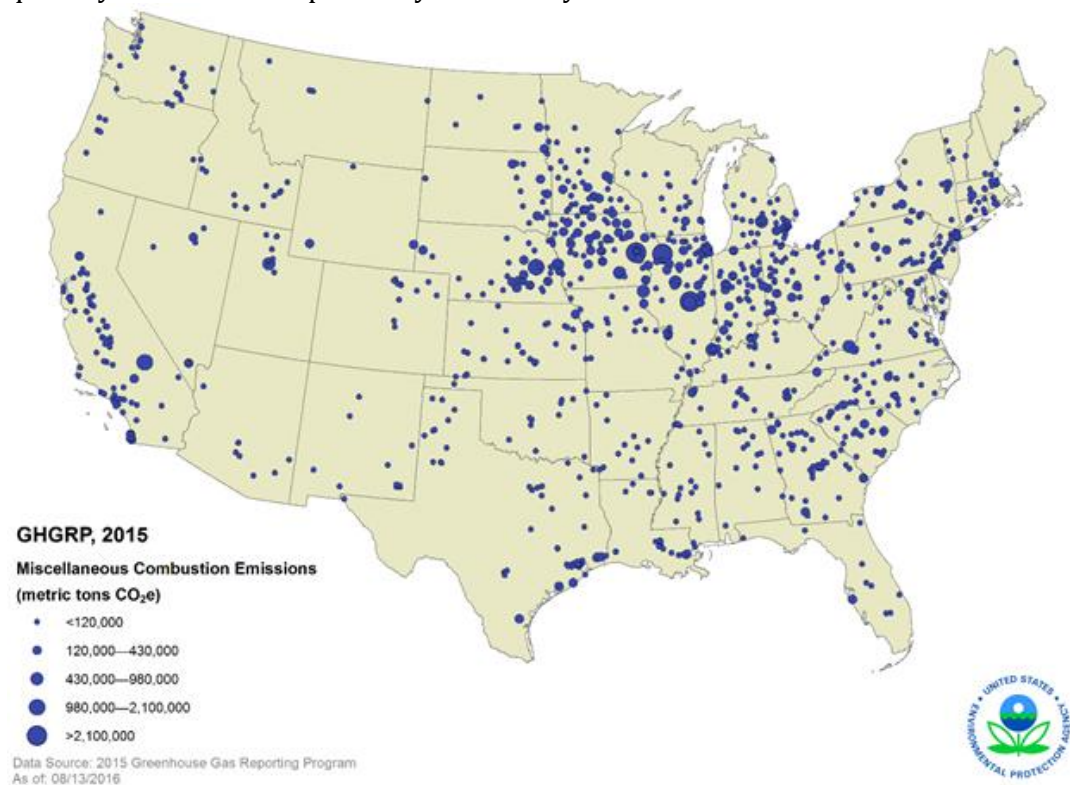 GHGRP, 2015
Miscellaneous Combustion Emissions
(metric tons CO₂e)
<120,000
120,000—430,000
430,000—980,000
980,000—2,100,000
>2,100,000
Data Source: 2015 Greenhouse Gas Reporting Program
As of: 08/13/2016
UNITED STATES
ENVIRONMENTAL PROTECTION AGENCY